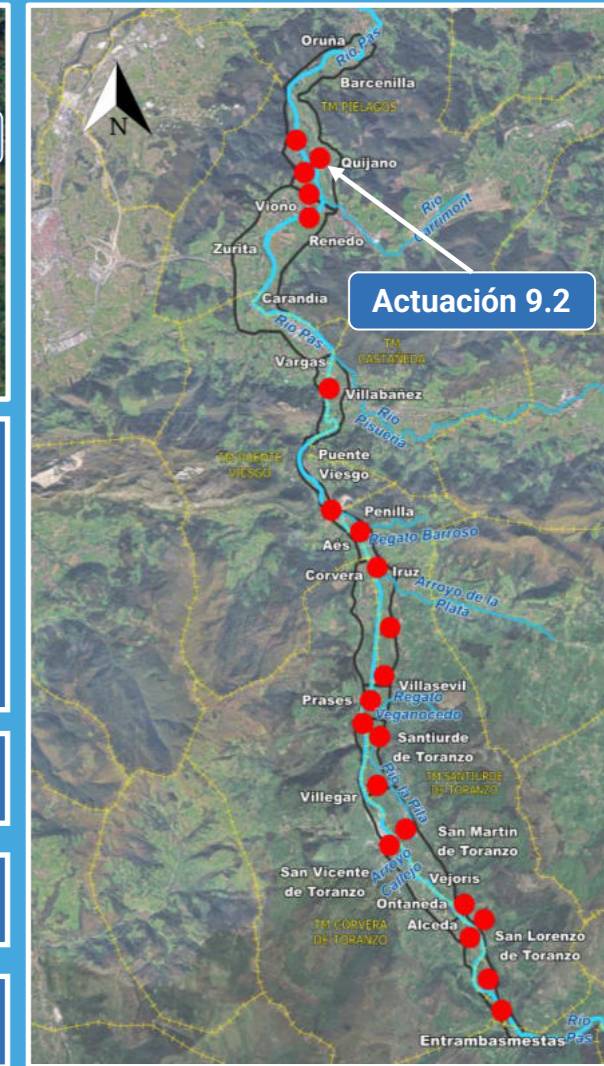 Oruña
Río Pas
Barcenilla
TM PIÉLAGOS
N
Quijano
Vioño
Río Carrimont
Zurita
Renedo
Actuación 9.2
Carandia
Río Pas
TM
CASTAÑEDA
Vargas
Villabáñez
Río
Pisueña
TM PUENTE
VIESGO
Puente
Viesgo
Penilla
Regato Barroso
Aes
Corvera
Iruz
Arroyo de la
Plata
Villasevil
Prases
Regato
Veganocedo
Santiurde
de Toranzo
Río la Pila
TM SANTIURDE
DE TORANZO
Villegar
San Martín
de Toranzo
Arroyo
Callejo
San Vicente
de Toranzo
Vejorís
Ontaneda
Alceda
San Lorenzo
de Toranzo
TM CORVERA
DE TORANZO
Entrambasmestas
Río
Pas